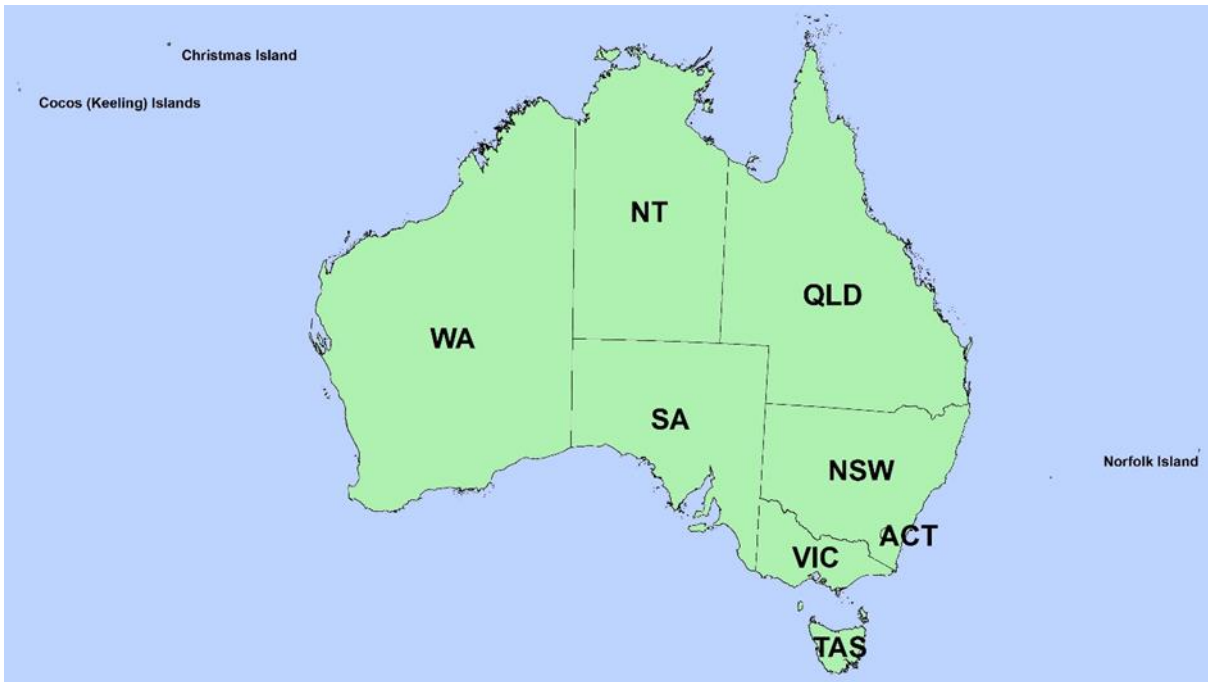 Christmas Island
Cocos (Keeling) Islands
NT
QLD
WA
SA
NSW
Norfolk Island
ACT
VIC
TAS